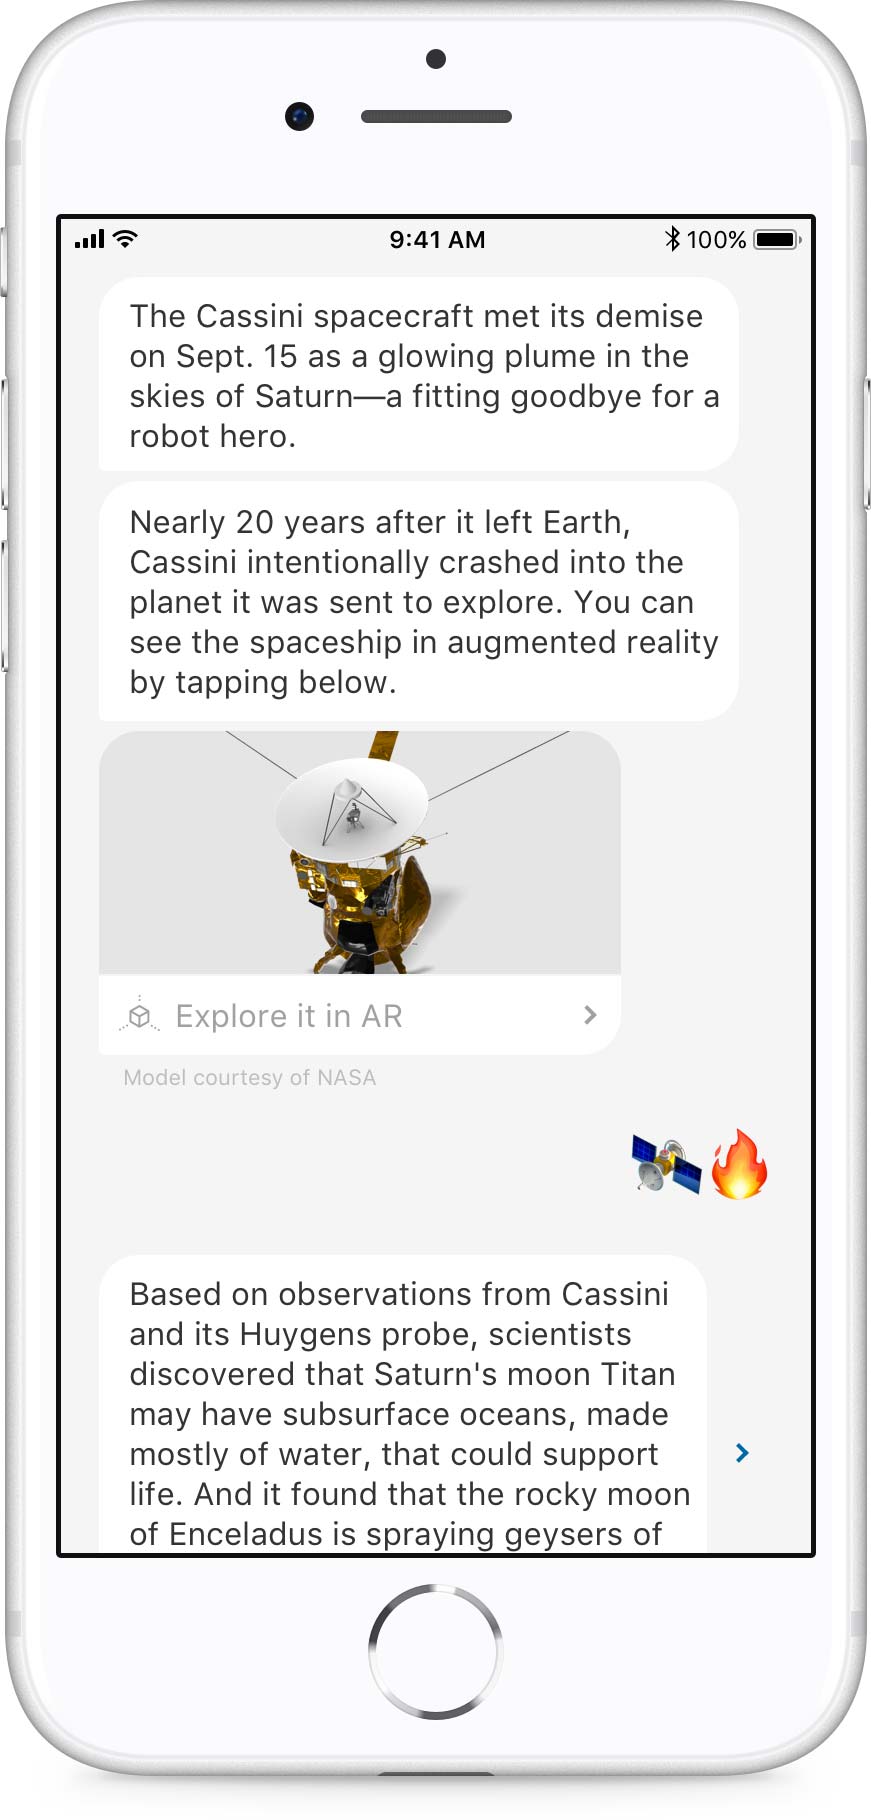 9:41 AM
100%
The Cassini spacecraft met its demise
on Sept. 15 as a glowing plume in the
skies of Saturn—a fitting goodbye for a
robot hero.
Nearly 20 years after it left Earth,
Cassini intentionally crashed into the
planet it was sent to explore. You can
see the spaceship in augmented reality
by tapping below.
Explore it in AR
Model courtesy of NASA
Based on observations from Cassini
and its Huygens probe, scientists
discovered that Saturn's moon Titan
may have subsurface oceans, made
mostly of water, that could support
life. And it found that the rocky moon
of Enceladus is spraying geysers of